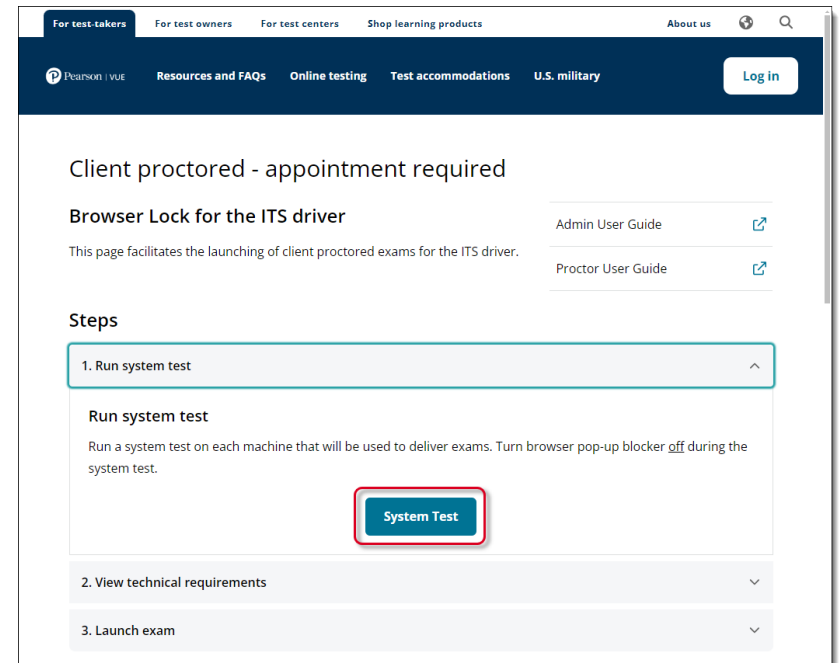 For test-takers For test owners For test centers Shop learning products About us
Pearson | VUE Resources and FAQs Online testing Test accommodations U.S. military Log in
Client proctored - appointment required
Browser Lock for the ITS driver
This page facilitates the launching of client proctored exams for the ITS driver.
Admin User Guide
Proctor User Guide
Steps
1. Run system test
Run system test
Run a system test on each machine that will be used to deliver exams. Turn browser pop-up blocker off during the
system test.
System Test
2. View technical requirements
3. Launch exam